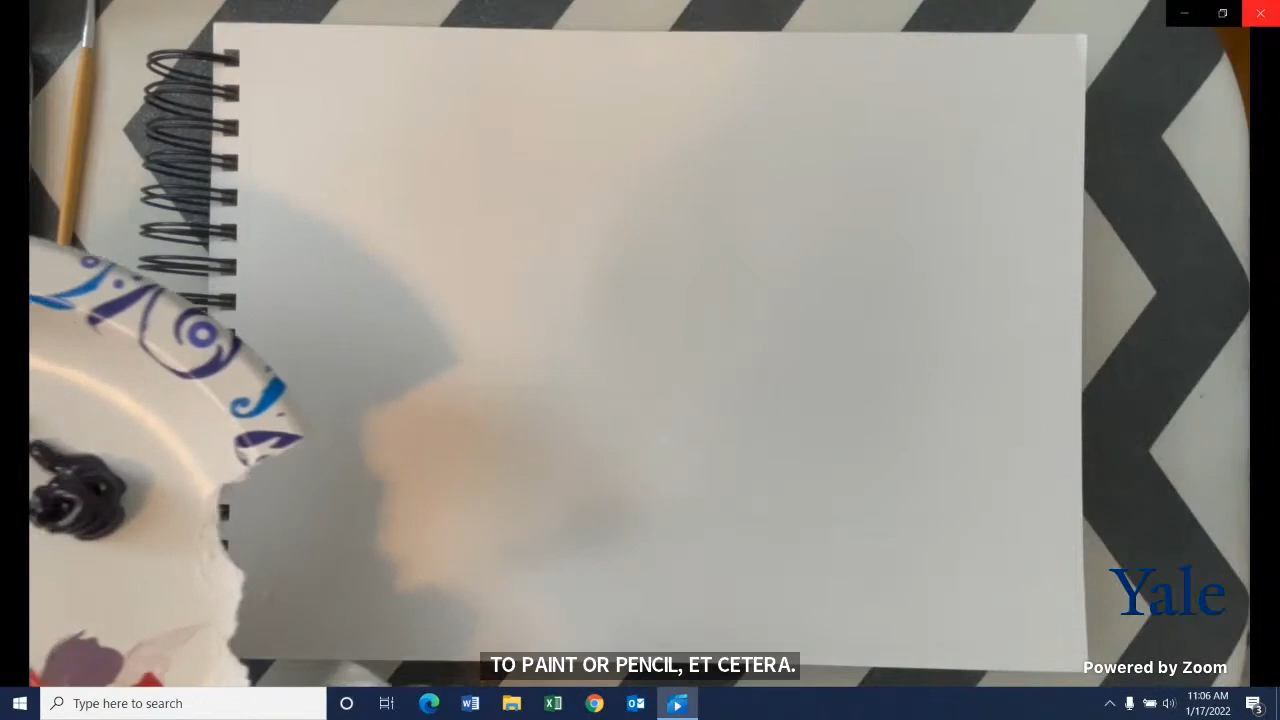 Yale
TO PAINT OR PENCIL, ET CETERA.
Powered by Zoom
Type here to search
11:06 AM
1/17/2022
3